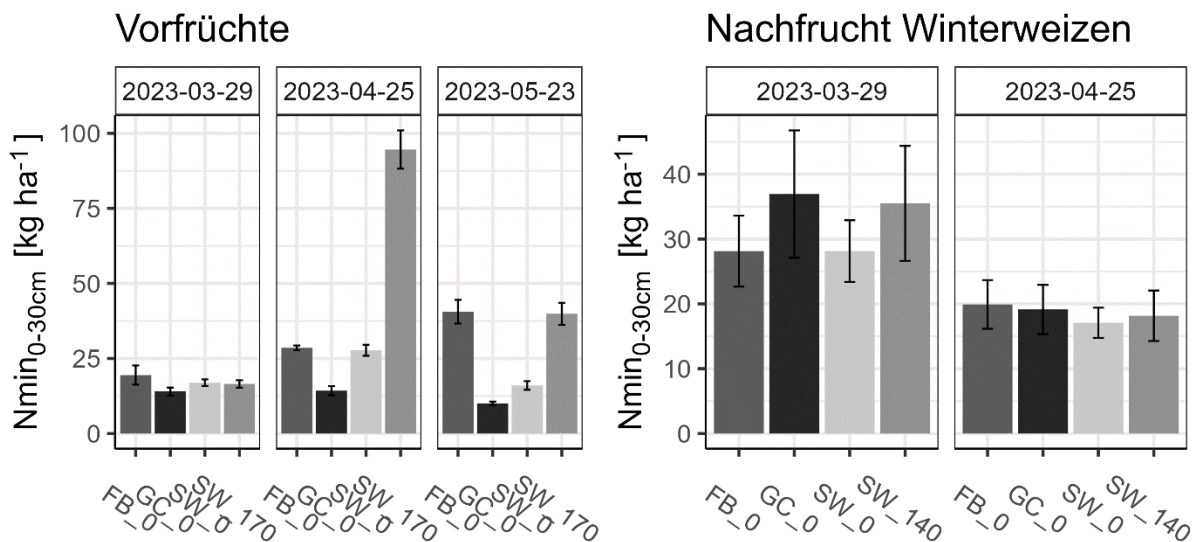 Vorfrüchte
2023-03-29 2023-04-25 2023-05-23
Nmin0-30cm [kg ha-1 ]
100
75
50
25
0
FB_0 GC_0 SW_0 SW_170 FB_0 GC_0 SW_0 SW_170 FB_0 GC_0 SW_0 SW_170
Nachfrucht Winterweizen
2023-03-29 2023-04-25
Nmin0-30cm [kg ha-1 ]
40
30
20
10
0
FB_0 GC_0 SW_0 SW_140 FB_0 GC_0 SW_0 SW_140